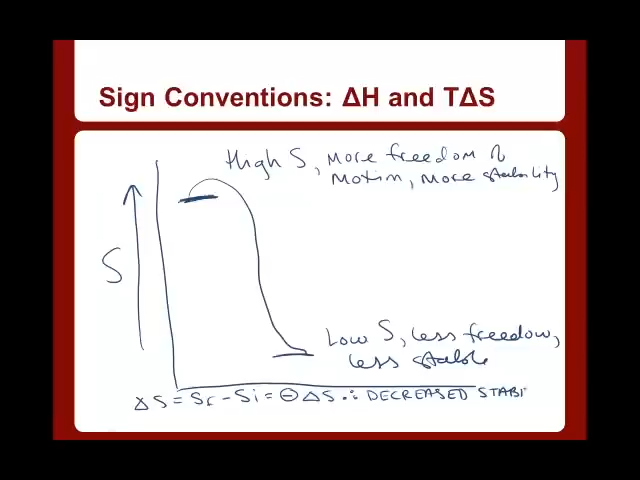 Sign Conventions: ΔH and TΔS
High S, more freedom of
motion, more stability
S
Low S, less freedom,
less stable
ΔS = Sf - Si = ⊖ ΔS ∴ DECREASED STABI